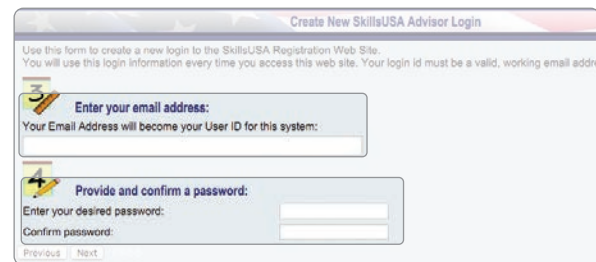 Create New SkillsUSA Advisor Login
Use this form to create a new login to the SkillsUSA Registration Web Site.
You will use this login information every time you access this web site. Your login id must be a valid, working email addre
3
Enter your email address:
Your Email Address will become your User ID for this system:
4
Provide and confirm a password:
Enter your desired password:
Confirm password:
Previous Next